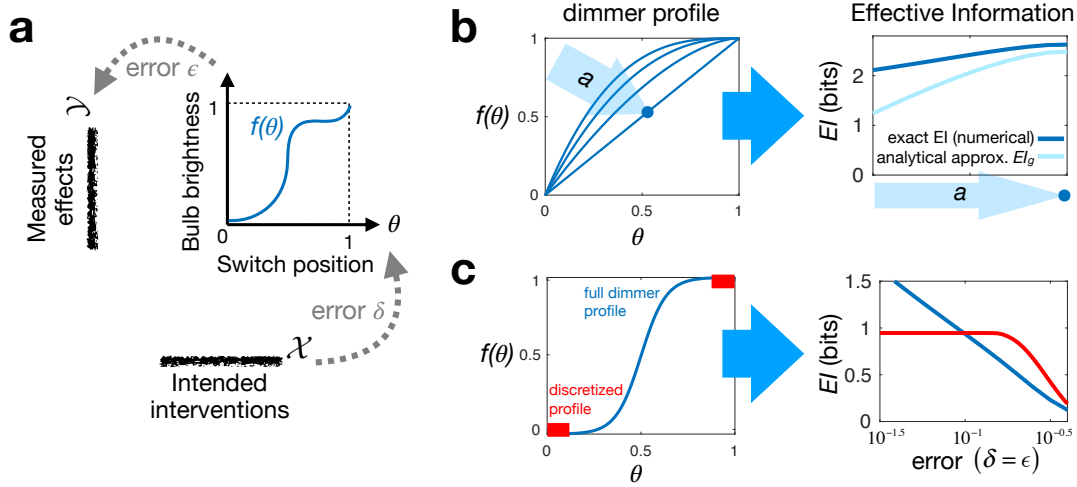 a
error ϵ
𝒴
Measured
effects
Bulb brightness
1
f(θ)
0
1
θ
Switch position
error δ
𝒳
Intended
interventions
b
dimmer profile
f(θ)
1
0.5
0
a
0
0.5
1
θ
Effective Information
EI (bits)
2
1
0
exact EI (numerical)
analytical approx. EI_g
a
c
f(θ)
1
0.5
0
full dimmer
profile
discretized
profile
0
0.5
1
θ
EI (bits)
1.5
1
0.5
0
10^−1.5
10^−1
10^−0.5
error (δ = ϵ)